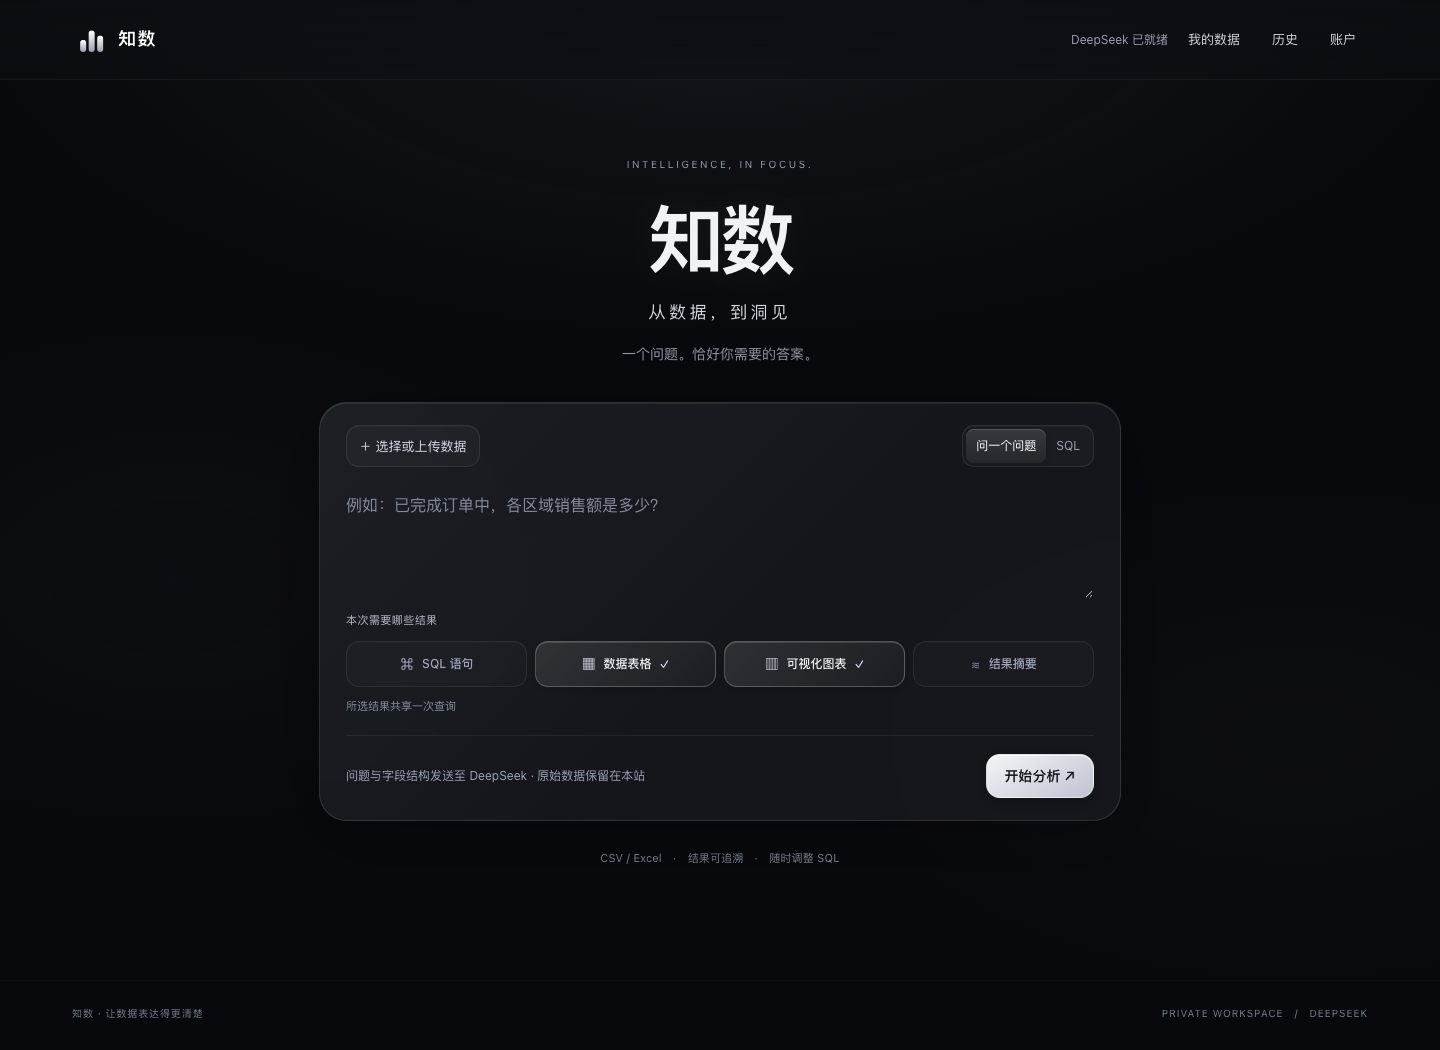 知数
DeepSeek 已就绪 我的数据 历史 账户
INTELLIGENCE, IN FOCUS.
知数
从数据，到洞见
一个问题。恰好你需要的答案。
+ 选择或上传数据
问一个问题 SQL
例如：已完成订单中，各区域销售额是多少？
本次需要哪些结果
⌘ SQL 语句
▦ 数据表格 ✓
▥ 可视化图表 ✓
≋ 结果摘要
所选结果共享一次查询
问题与字段结构发送至 DeepSeek · 原始数据保留在本站
开始分析 ↗
CSV / Excel · 结果可追溯 · 随时调整 SQL
知数 · 让数据表达得更清楚
PRIVATE WORKSPACE / DEEPSEEK